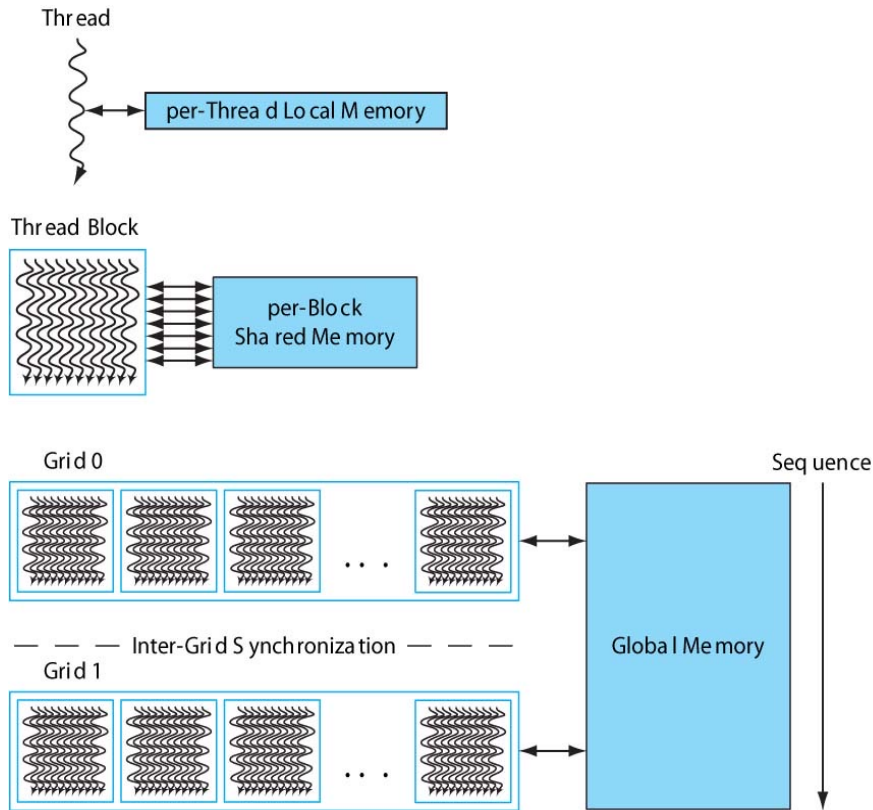 Thread
per-Thread Local Memory
Thread Block
per-Block
Shared Memory
Grid 0
Sequence
. . .
Inter-Grid Synchronization
Global Memory
Grid 1
. . .